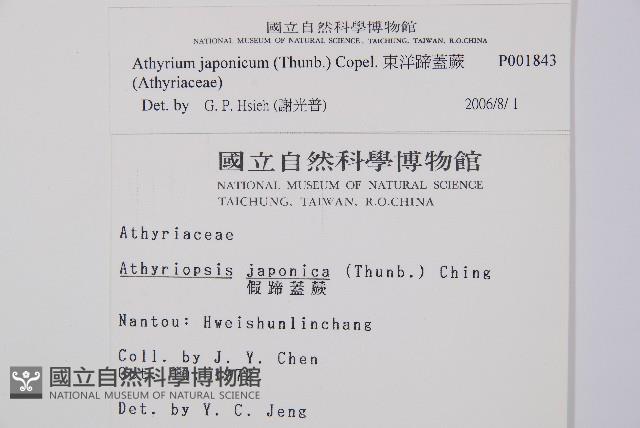 國立自然科學博物館
NATIONAL MUSEUM OF NATURAL SCIENCE, TAICHUNG, TAIWAN, R.O.CHINA
Athyrium japonicum (Thunb.) Copel. 東洋蹄蓋蕨 P001843
(Athyriaceae)
Det. by G. P. Hsieh (謝光普) 2006/8/1
國立自然科學博物館
NATIONAL MUSEUM OF NATURAL SCIENCE
TAICHUNG, TAIWAN, R.O.CHINA
Athyriaceae
Athyriopsis japonica (Thunb.) Ching
假蹄蓋蕨
Nantou: Hweishunlinchang
Coll. by J. Y. Chen
國立自然科學博物館
NATIONAL MUSEUM OF NATURAL SCIENCE
Det. by Y. C. Jeng